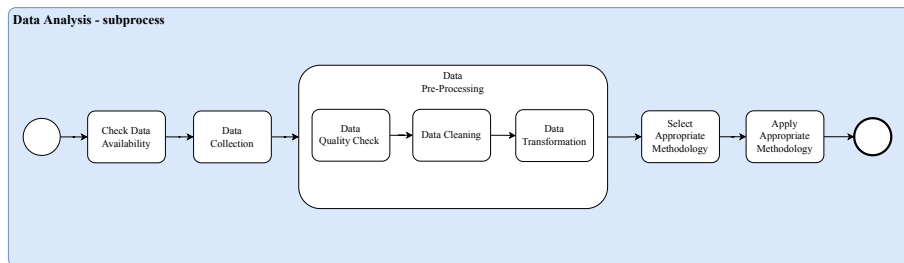 Data Analysis - subprocess
Check Data
Availability
Data
Collection
Data
Pre-Processing
Data
Quality Check
Data Cleaning
Data
Transformation
Select
Appropriate
Methodology
Apply
Appropriate
Methodology